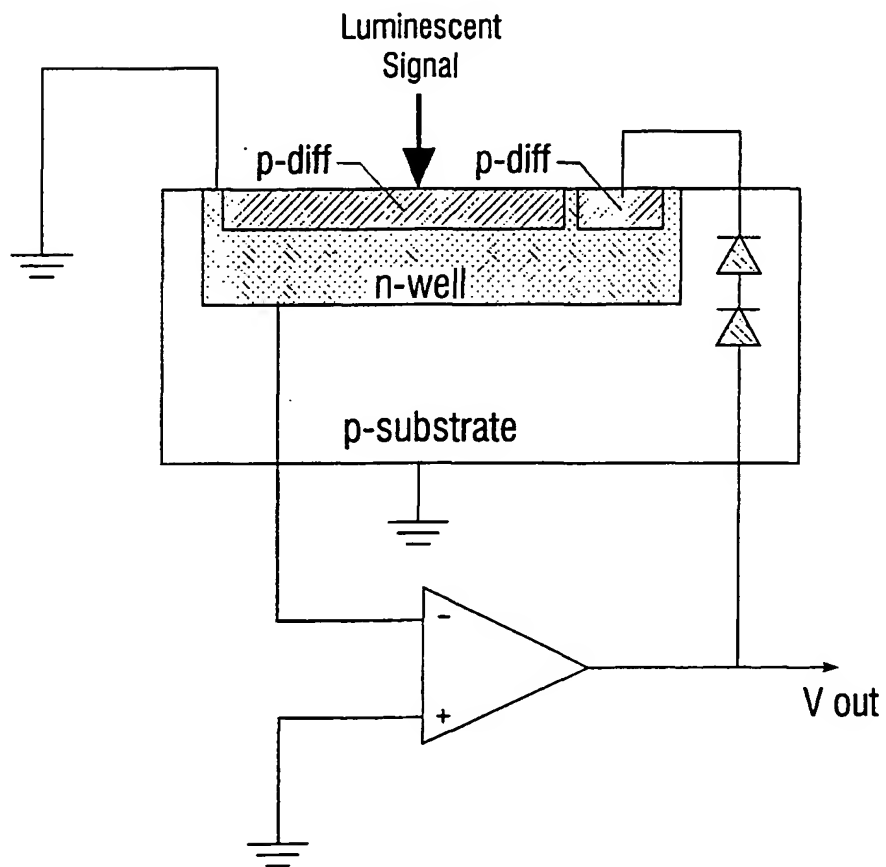 Luminescent
Signal
p-diff
p-diff
n-well
p-substrate
-
+
V out